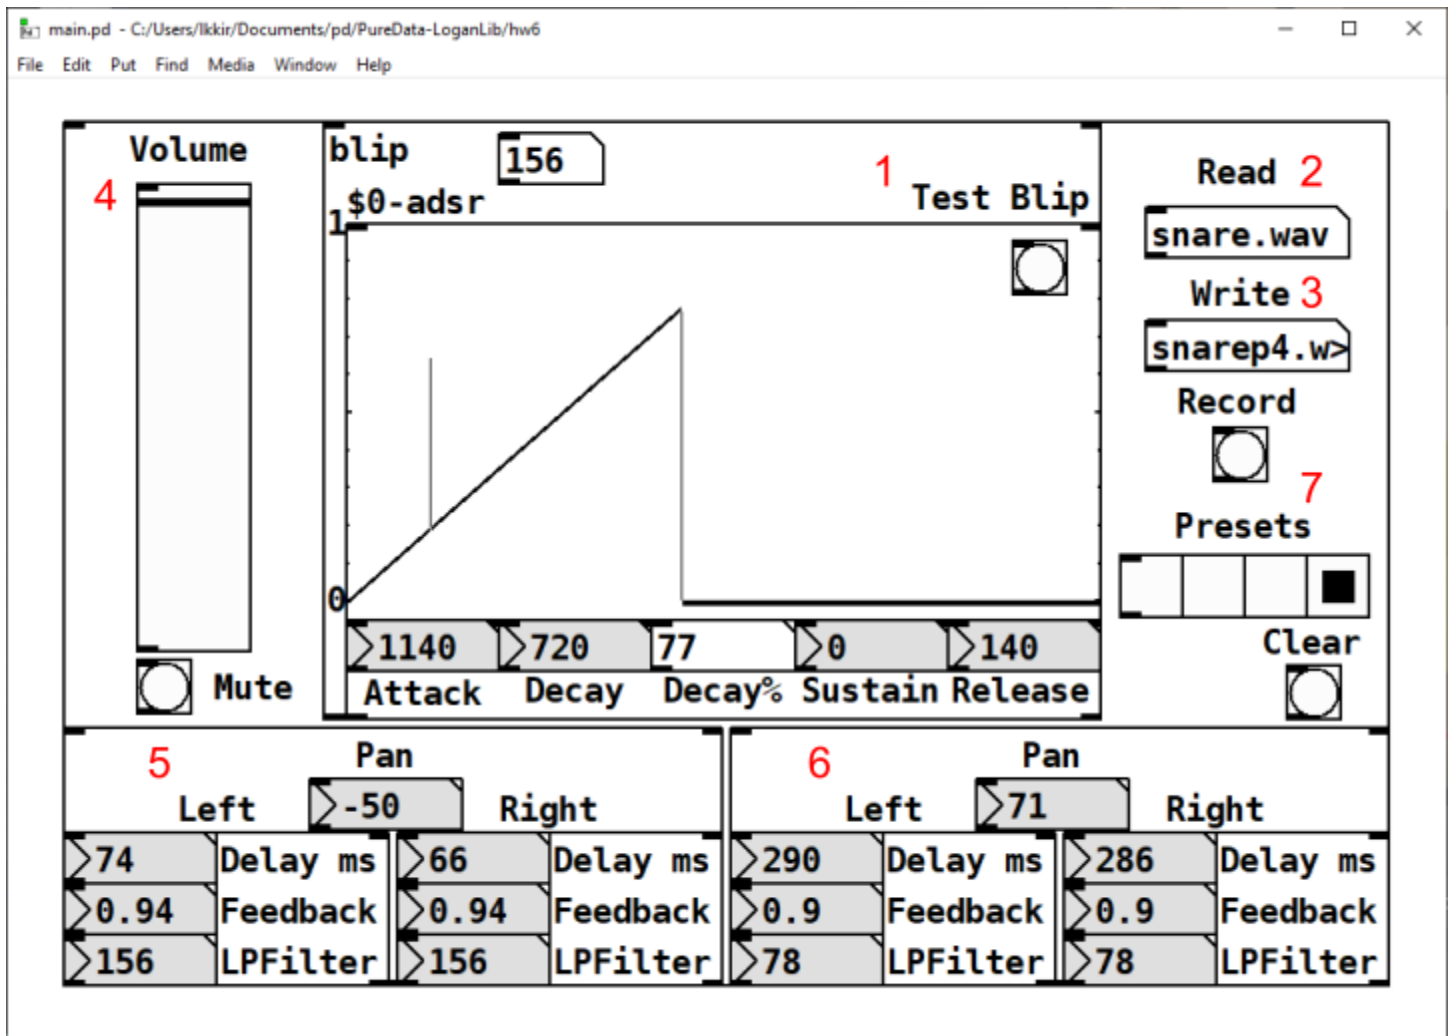 main.pd - C:/Users/lkkir/Documents/pd/PureData-LoganLib/hw6
File Edit Put Find Media Window Help
Volume
4
Mute
blip 156
1
$0-adsr
Test Blip
1
0
1140 720 77 0 140
Attack Decay Decay% Sustain Release
Read 2
snare.wav
Write 3
snarep4.w>
Record
7
Presets
Clear
5
Pan
Left -50 Right
74 Delay ms 66 Delay ms
0.94 Feedback 0.94 Feedback
156 LPFilter 156 LPFilter
6
Pan
Left 71 Right
290 Delay ms 286 Delay ms
0.9 Feedback 0.9 Feedback
78 LPFilter 78 LPFilter